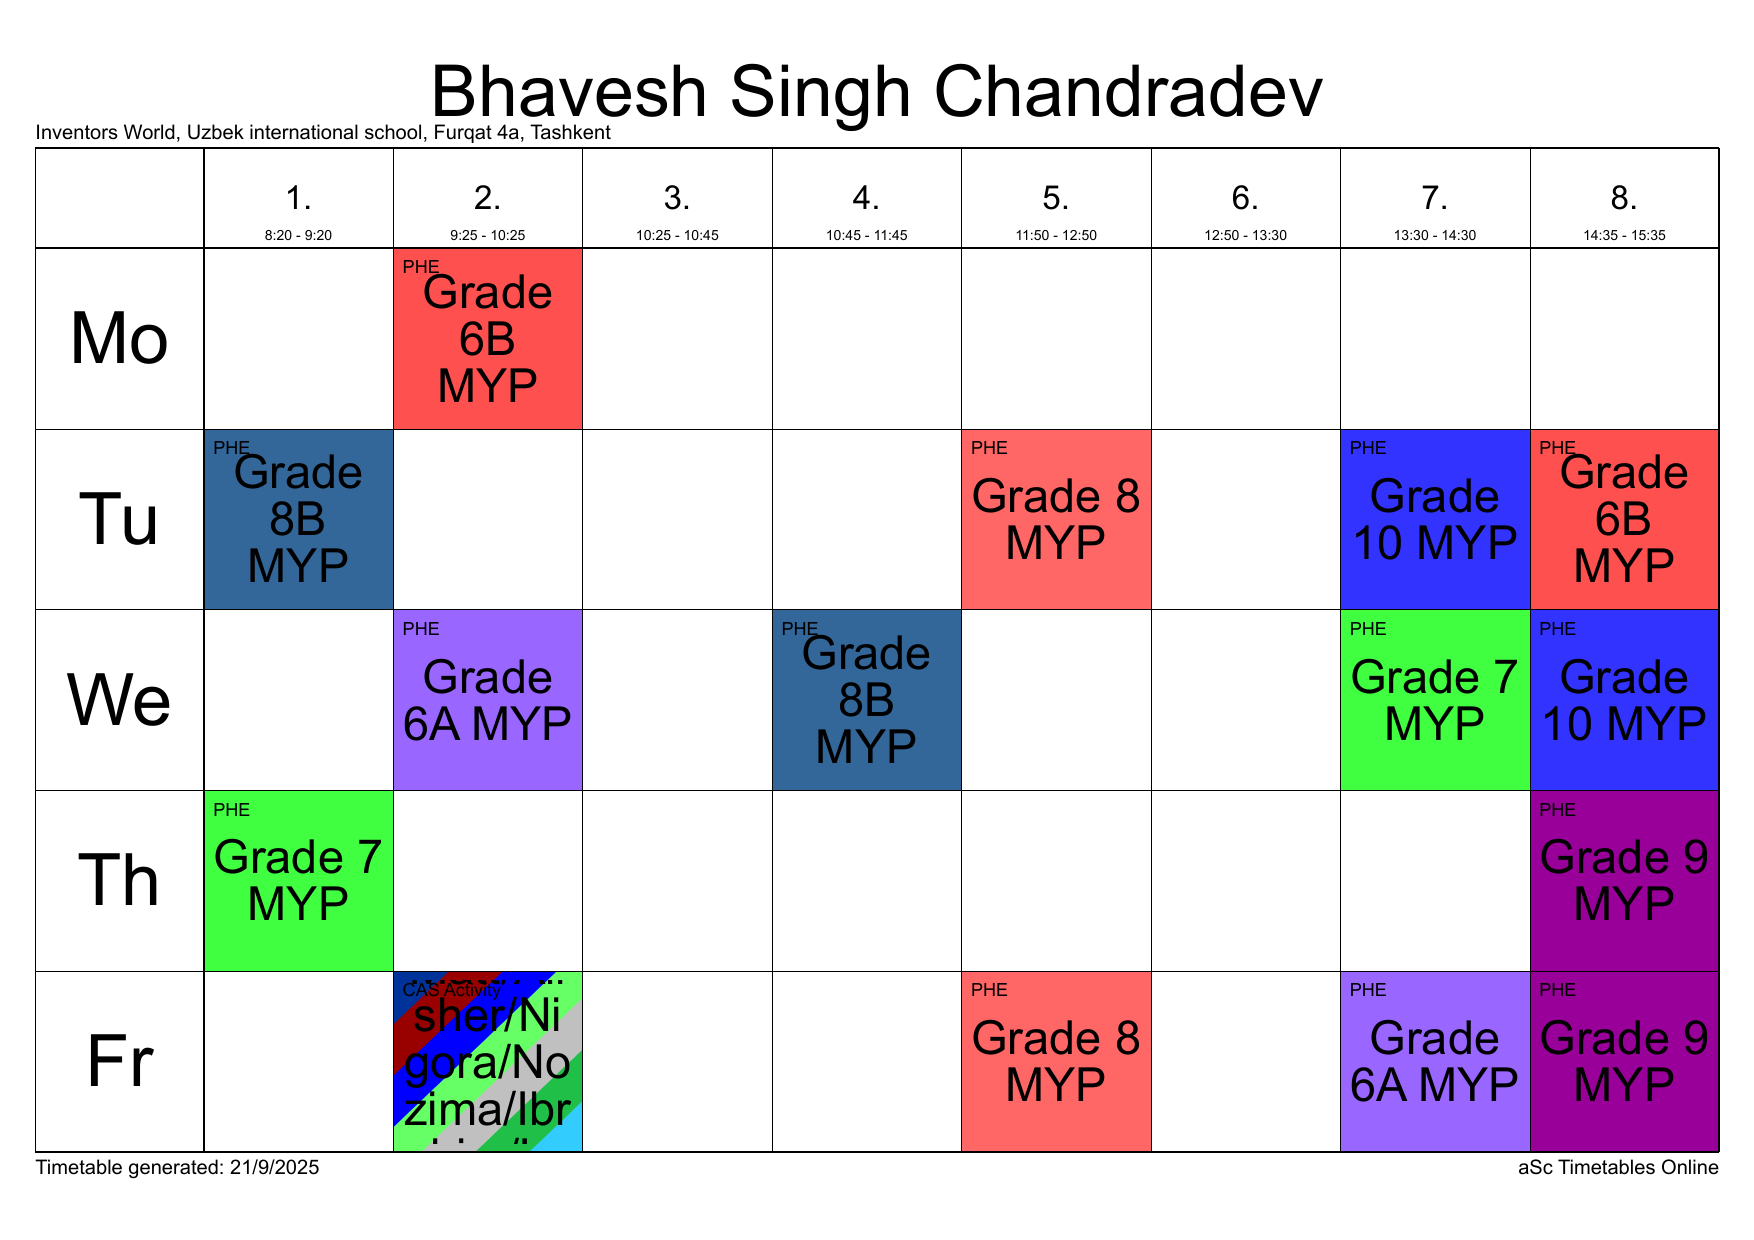 Bhavesh Singh Chandradev
Inventors World, Uzbek international school, Furqat 4a, Tashkent
1. 2. 3. 4. 5. 6. 7. 8.
8:20 - 9:20 9:25 - 10:25 10:25 - 10:45 10:45 - 11:45 11:50 - 12:50 12:50 - 13:30 13:30 - 14:30 14:35 - 15:35
Mo
PHE
Grade
6B
MYP
Tu
PHE
Grade
8B
MYP
PHE
Grade 8
MYP
PHE
Grade
10 MYP
PHE
Grade
6B
MYP
We
PHE
Grade
6A MYP
PHE
Grade
8B
MYP
PHE
Grade 7
MYP
PHE
Grade
10 MYP
Th
PHE
Grade 7
MYP
PHE
Grade 9
MYP
Fr
CAS Activity
sher/Ni
gora/No
zima/Ibr
PHE
Grade 8
MYP
PHE
Grade
6A MYP
PHE
Grade 9
MYP
Timetable generated: 21/9/2025
aSc Timetables Online